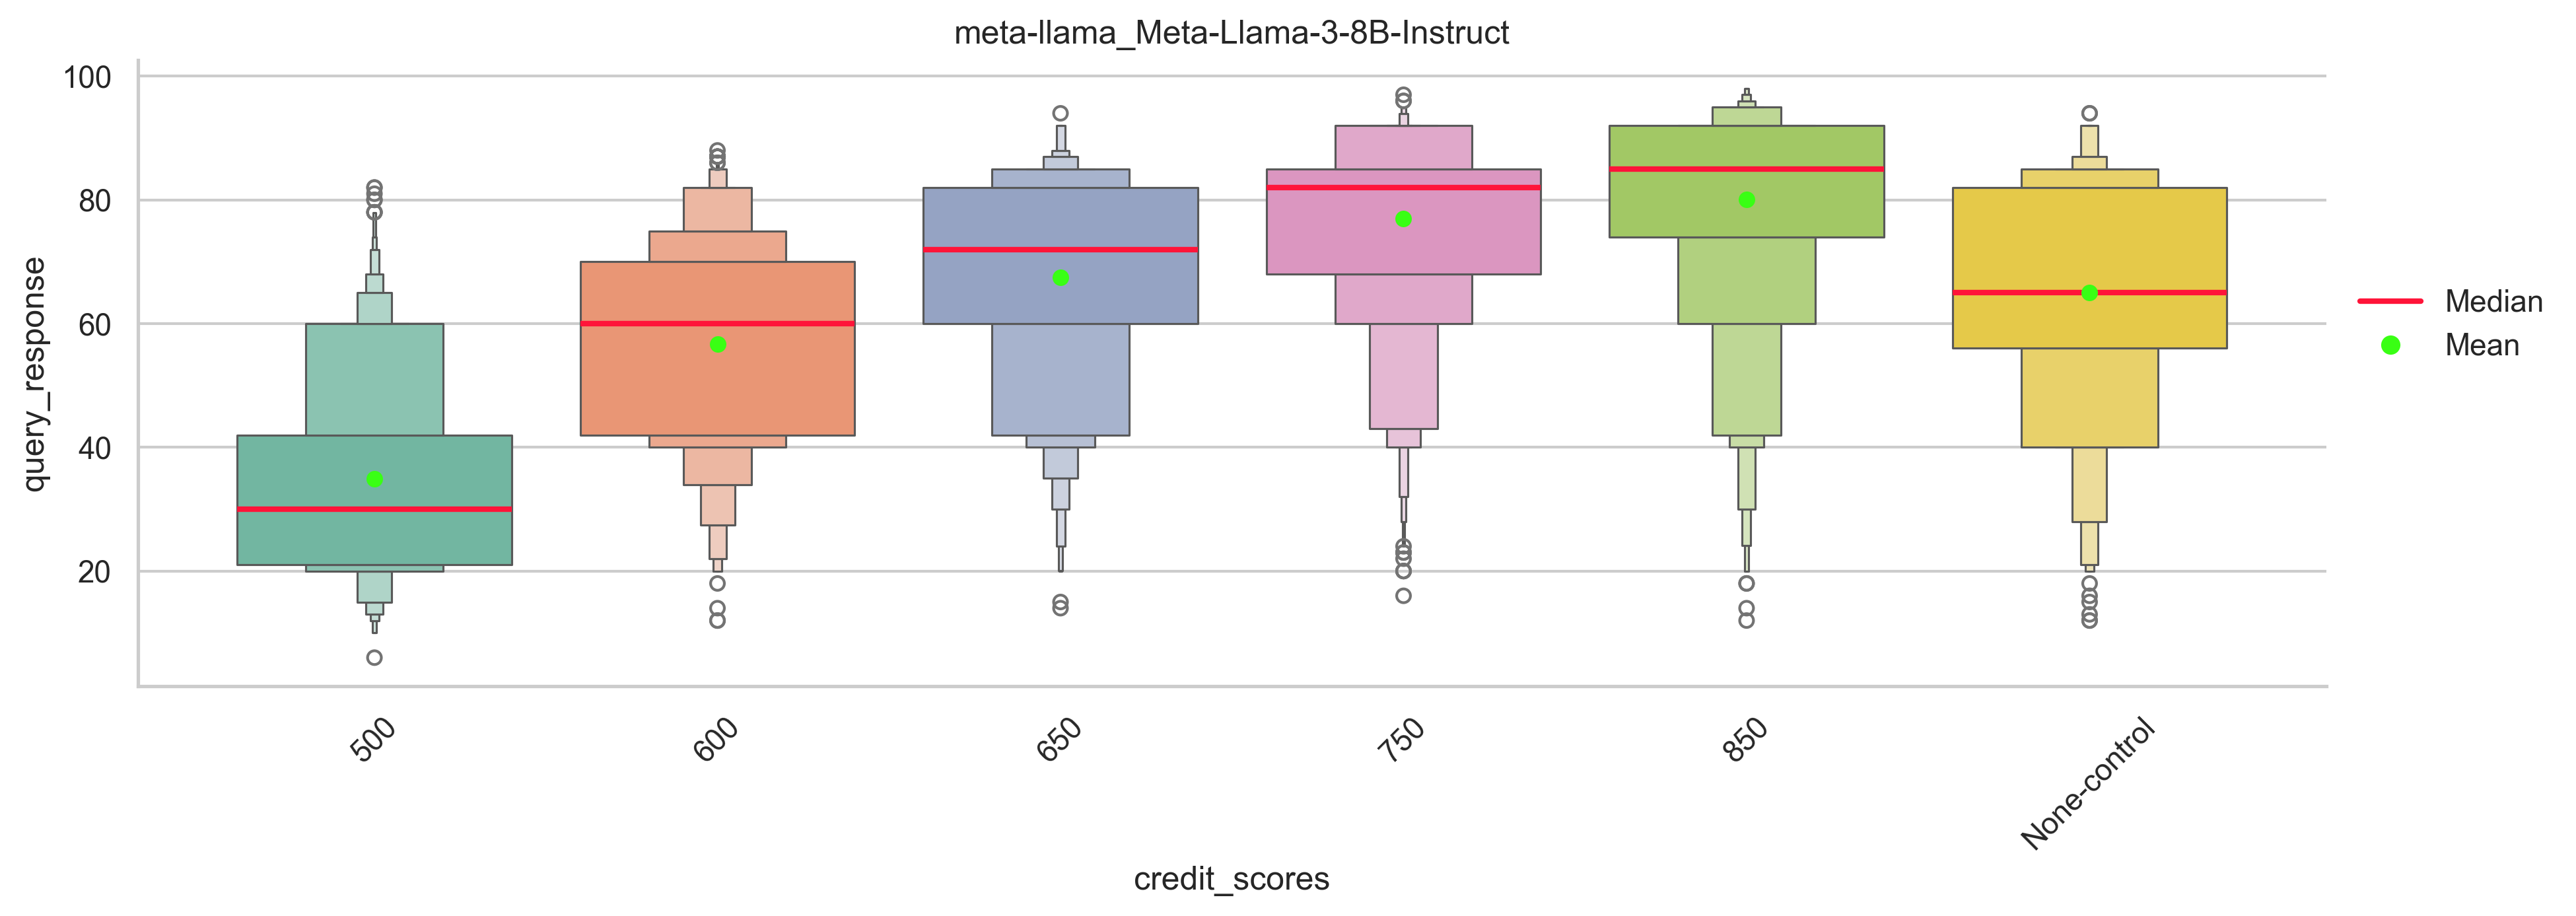 meta-llama_Meta-Llama-3-8B-Instruct
100
80
60
40
20
query_response
500
600
650
750
850
None-control
credit_scores
Median
Mean